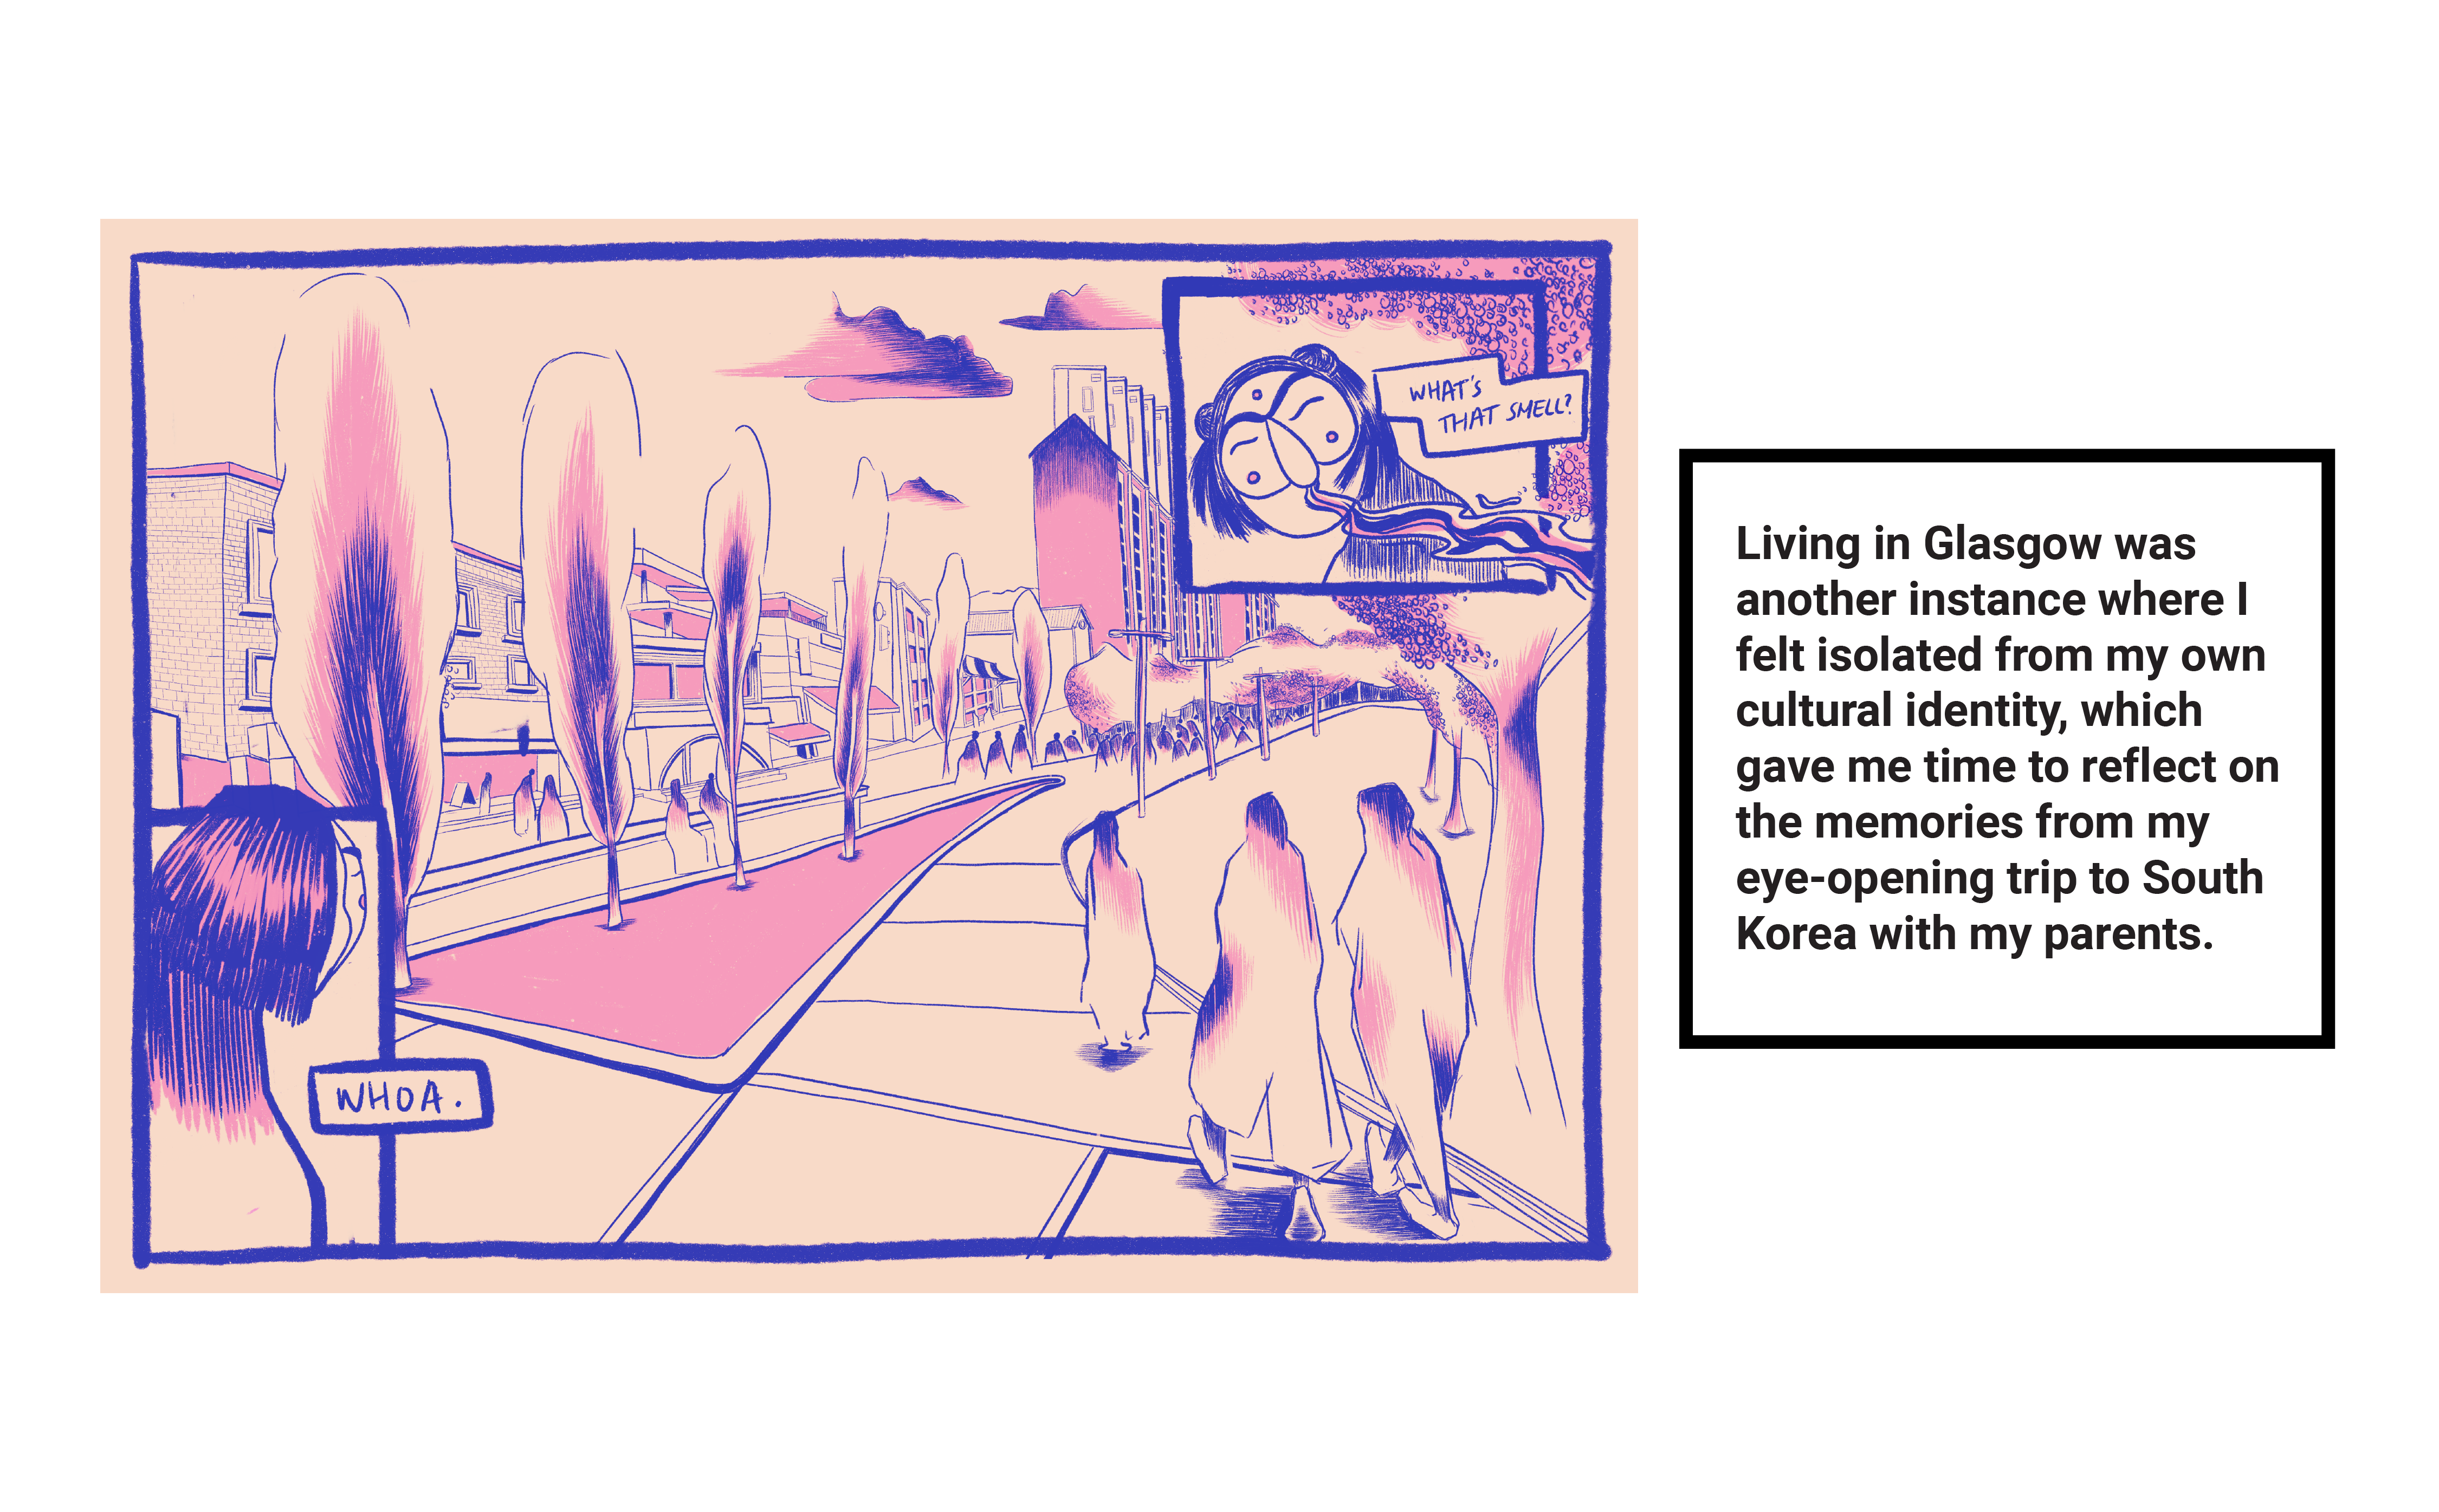 WHAT'S
THAT SMELL?
WHOA.
Living in Glasgow was
another instance where I
felt isolated from my own
cultural identity, which
gave me time to reflect on
the memories from my
eye-opening trip to South
Korea with my parents.